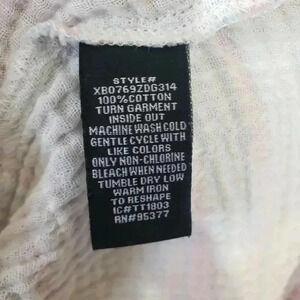 STYLE#
XB0769ZDG314
100%COTTON
TURN GARMENT
INSIDE OUT
MACHINE WASH COLD
GENTLE CYCLE WITH
LIKE COLORS
ONLY NON-CHLORINE
BLEACH WHEN NEEDED
TUMBLE DRY LOW
WARM IRON
TO RESHAPE
IC#TT1803
RN#95377